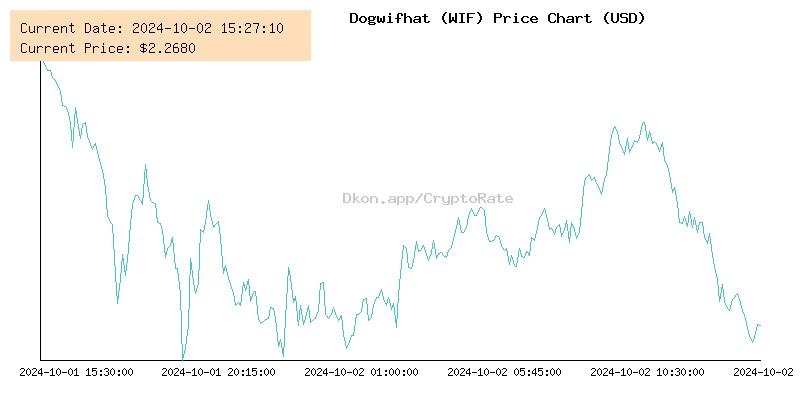 Dogwifhat (WIF) Price Chart (USD)
Current Date: 2024-10-02 15:27:10
Current Price: $2.2680
Dkon.app/CryptoRate
2024-10-01 15:30:00 2024-10-01 20:15:00 2024-10-02 01:00:00 2024-10-02 05:45:00 2024-10-02 10:30:00 2024-10-02